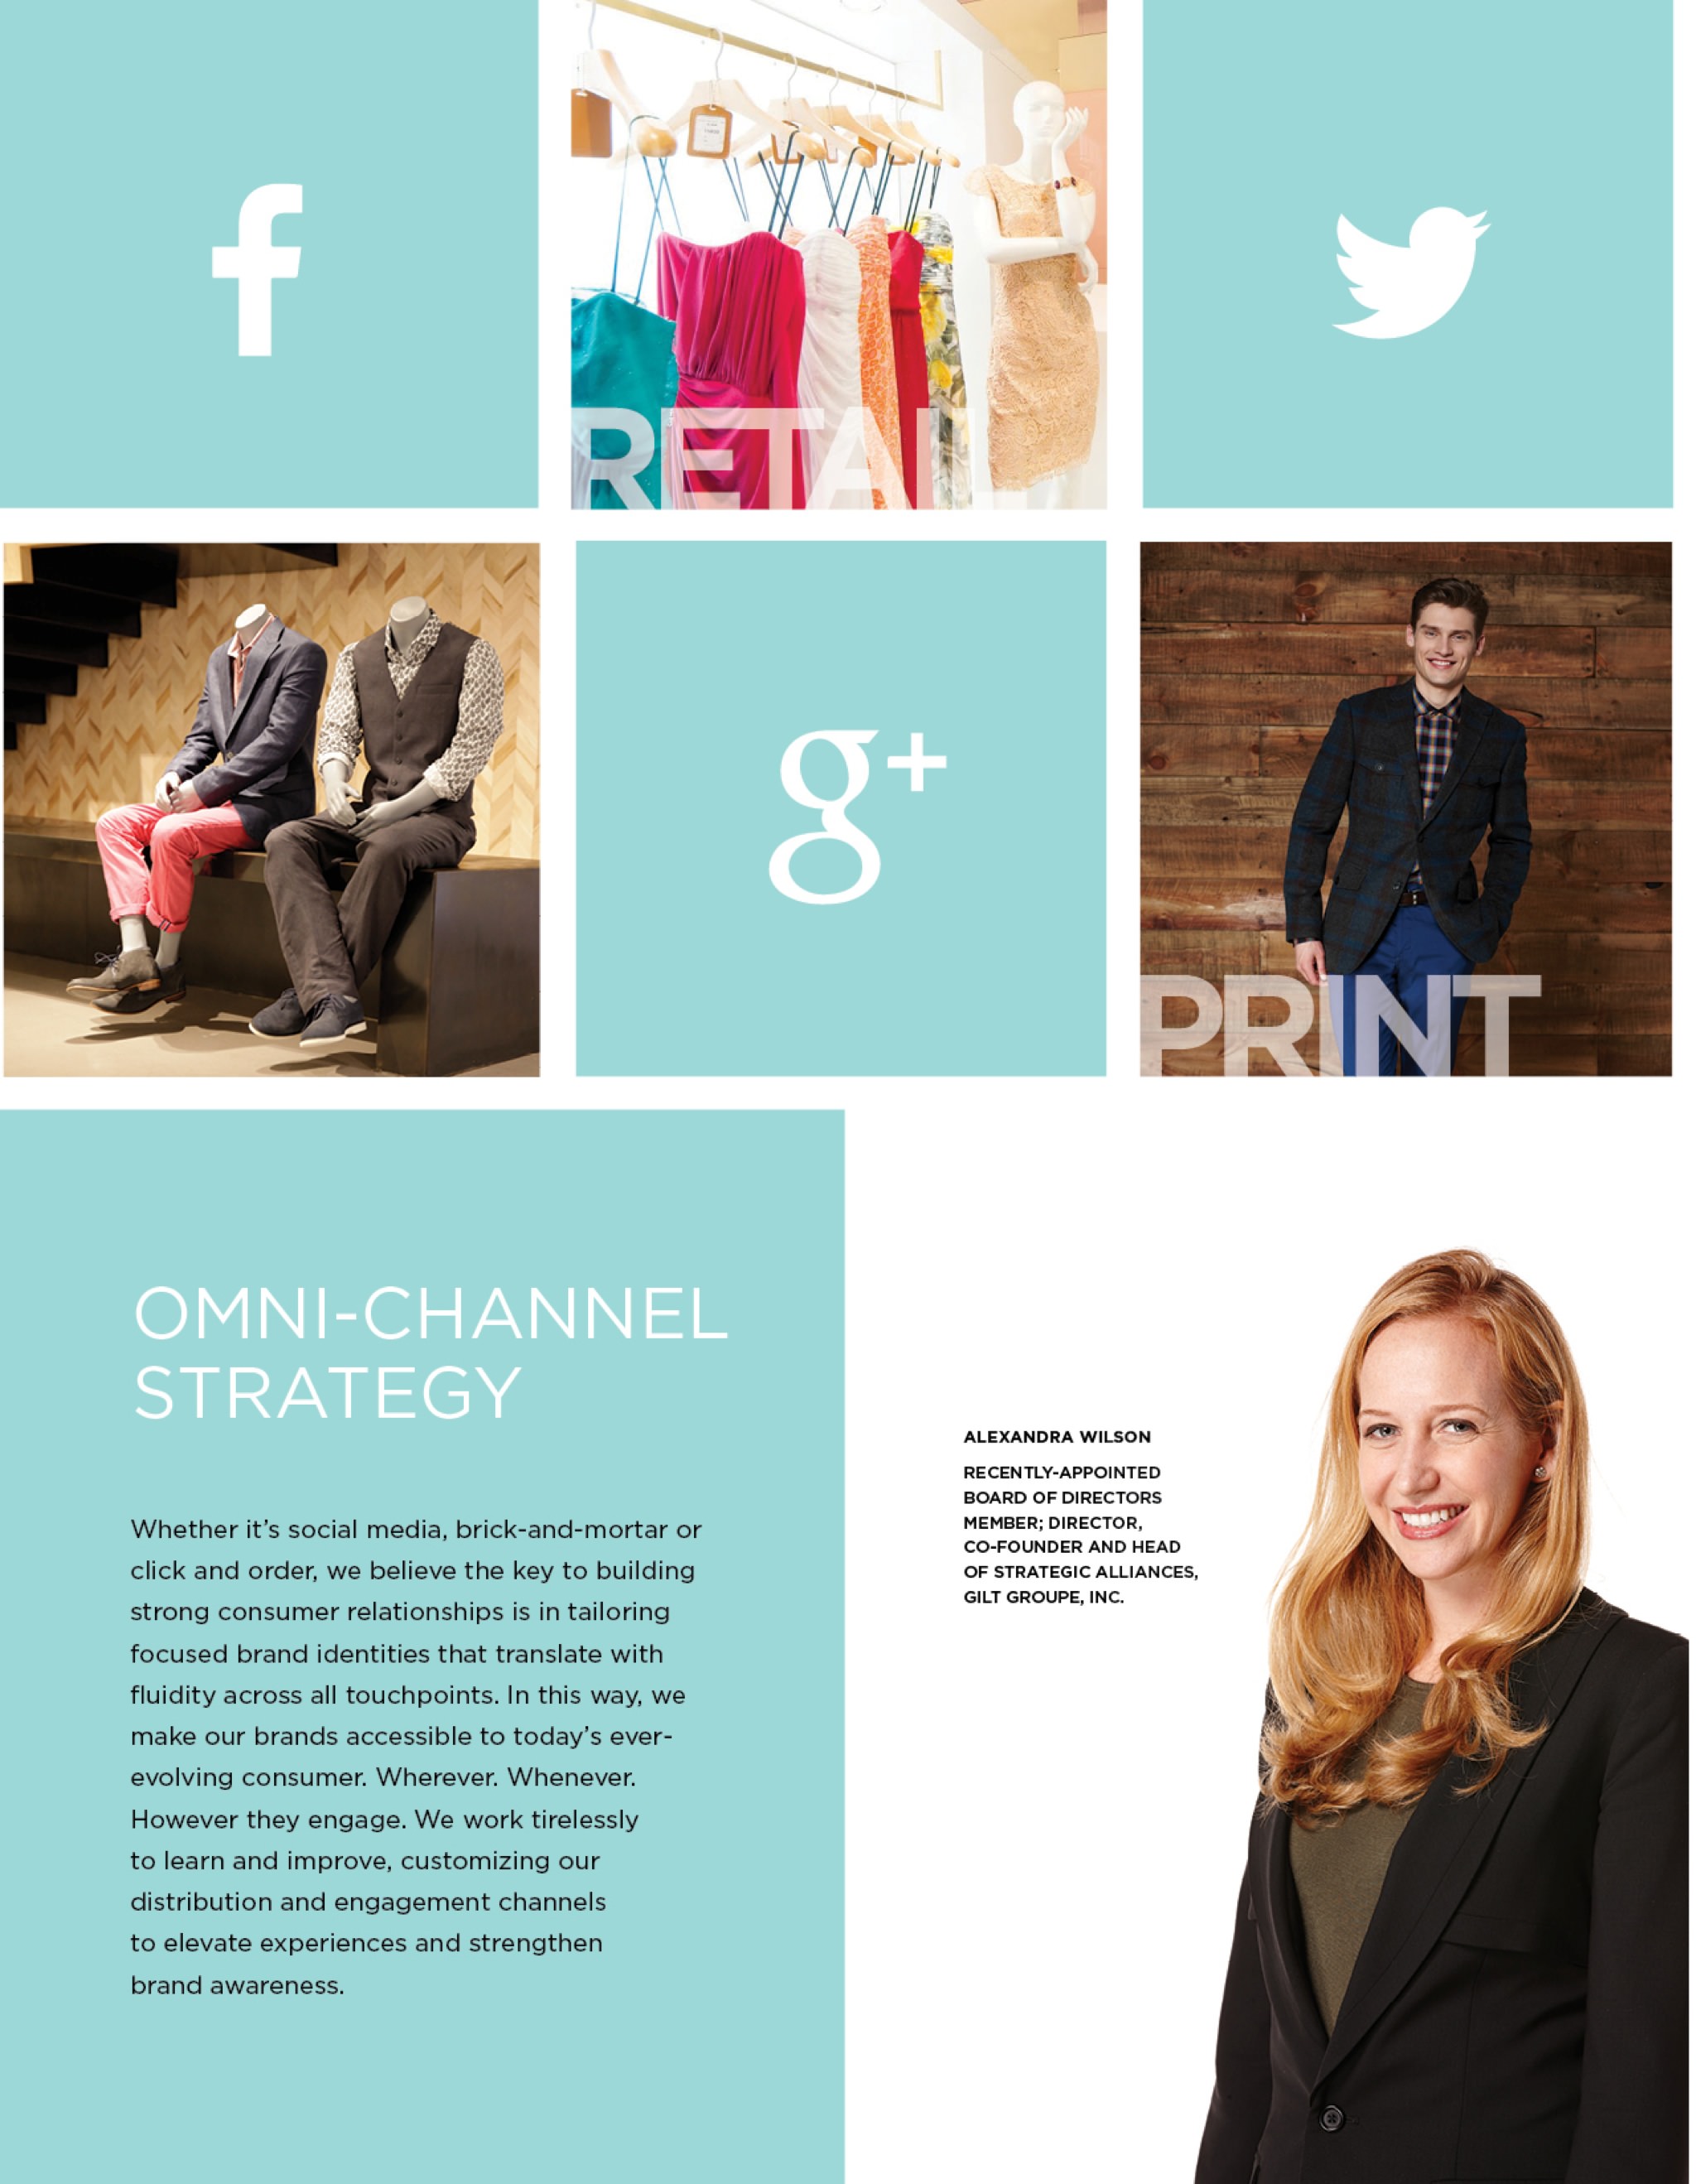 f
RETAIL
g+
PRINT
OMNI-CHANNEL
STRATEGY
Whether it’s social media, brick-and-mortar or
click and order, we believe the key to building
strong consumer relationships is in tailoring
focused brand identities that translate with
fluidity across all touchpoints. In this way, we
make our brands accessible to today’s ever-
evolving consumer. Wherever. Whenever.
However they engage. We work tirelessly
to learn and improve, customizing our
distribution and engagement channels
to elevate experiences and strengthen
brand awareness.
ALEXANDRA WILSON
RECENTLY-APPOINTED
BOARD OF DIRECTORS
MEMBER; DIRECTOR,
CO-FOUNDER AND HEAD
OF STRATEGIC ALLIANCES,
GILT GROUPE, INC.